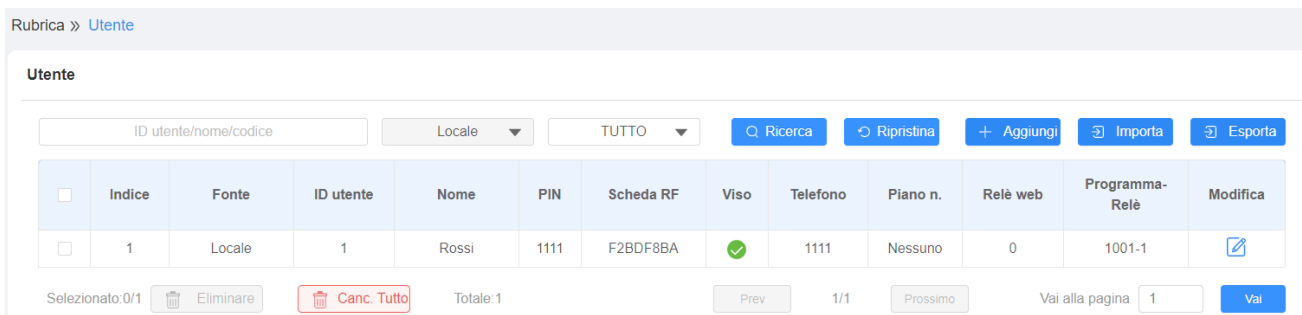 Rubrica » Utente
Utente
ID utente/nome/codice Locale TUTTO Ricerca Ripristina Aggiungi Importa Esporta
Indice Fonte ID utente Nome PIN Scheda RF Viso Telefono Piano n. Relè web Programma-Relè Modifica
1 Locale 1 Rossi 1111 F2BDF8BA 1111 Nessuno 0 1001-1
Selezionato:0/1 Eliminare Canc. Tutto Totale:1 Prev 1/1 Prossimo Vai alla pagina 1 Vai